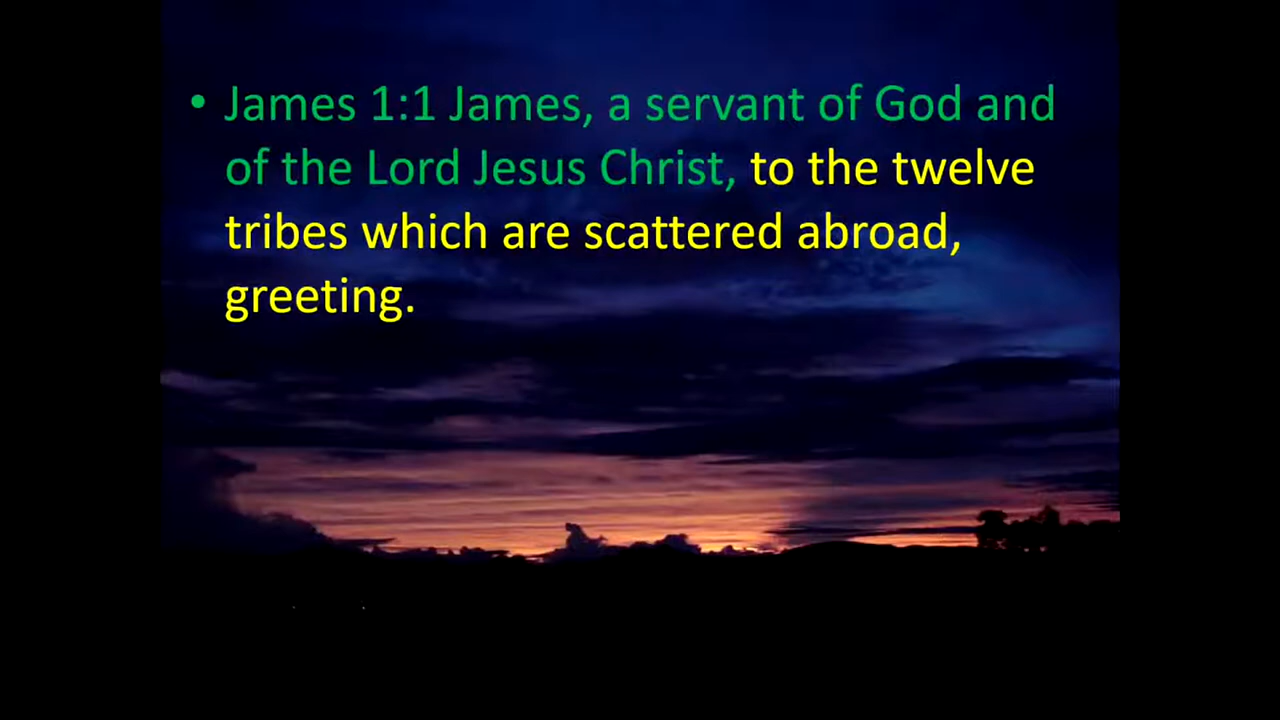 • James 1:1 James, a servant of God and
of the Lord Jesus Christ, to the twelve
tribes which are scattered abroad,
greeting.